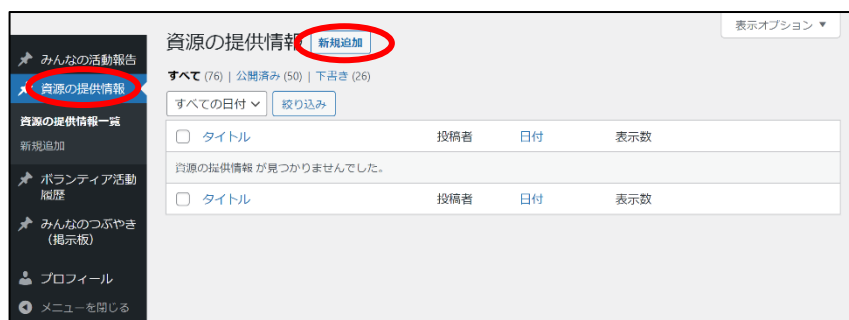 表示オプション ▼
みんなの活動報告
資源の提供情報
資源の提供情報一覧
新規追加
ボランティア活動
履歴
みんなのつぶやき
（掲示板）
プロフィール
メニューを閉じる
資源の提供情報 新規追加
すべて (76) | 公開済み (50) | 下書き (26)
すべての日付 絞り込み
タイトル 投稿者 日付 表示数
資源の提供情報 が見つかりませんでした。
タイトル 投稿者 日付 表示数